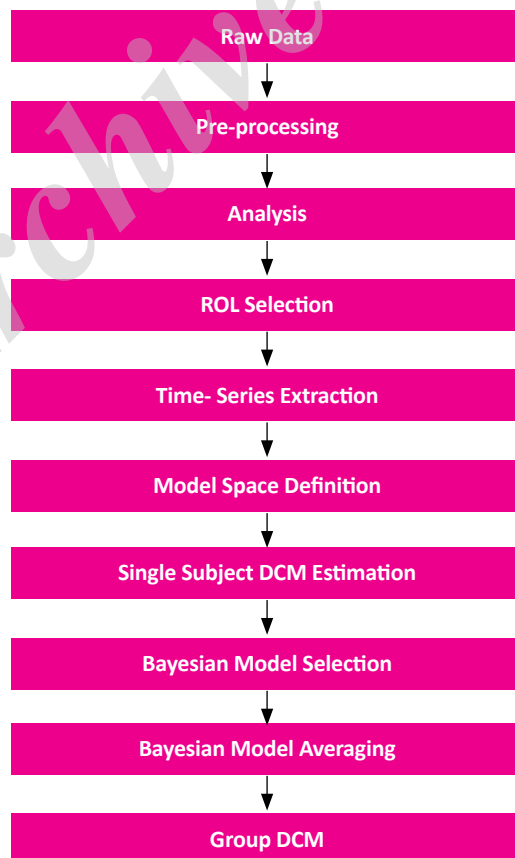 Raw Data
Pre-processing
Analysis
ROL Selection
Time- Series Extraction
Model Space Definition
Single Subject DCM Estimation
Bayesian Model Selection
Bayesian Model Averaging
Group DCM